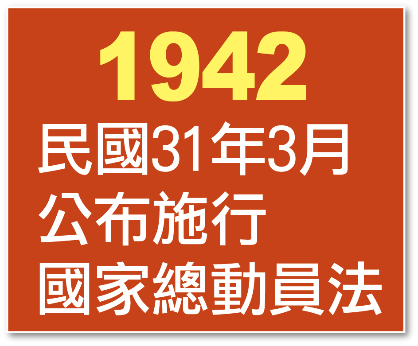 1942
民國31年3月
公布施行
國家總動員法